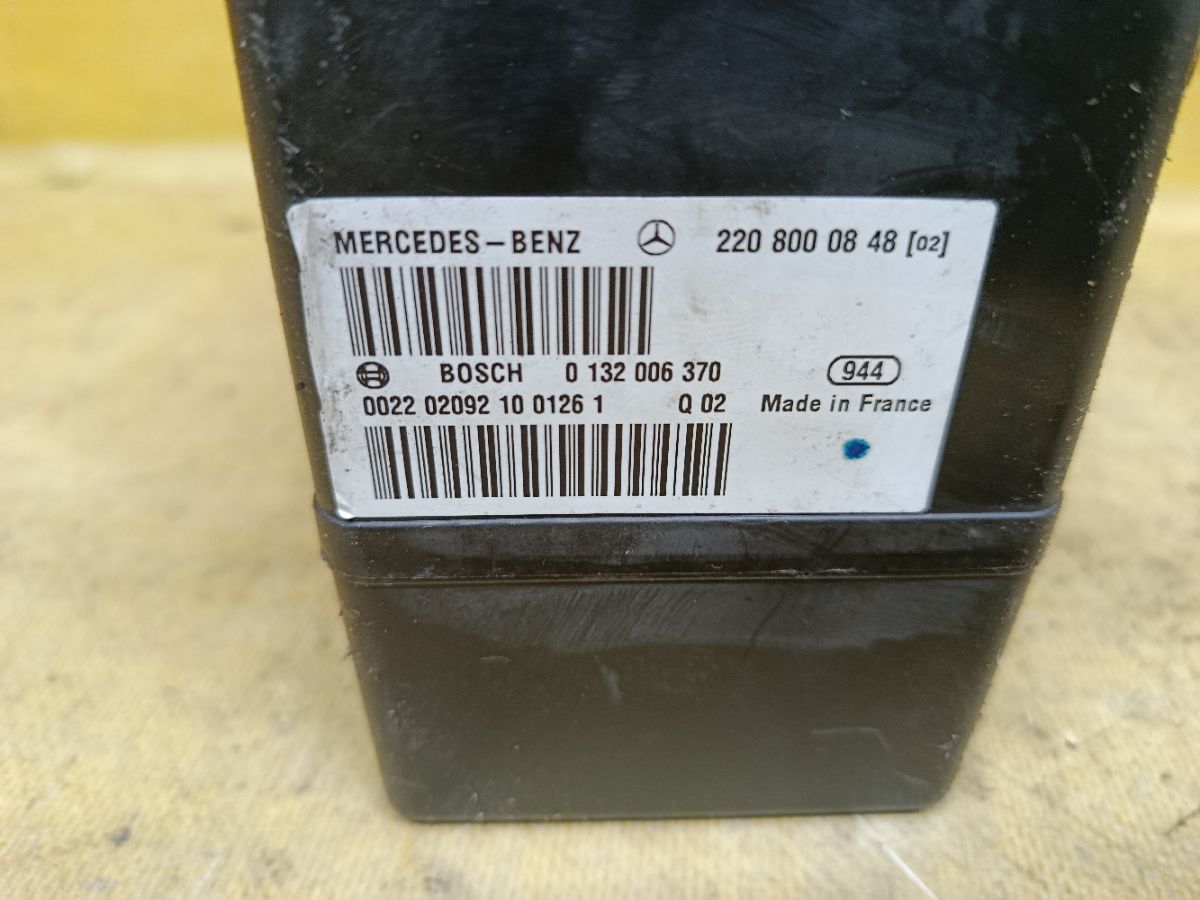 MERCEDES-BENZ 220 800 08 48 [02]
BOSCH 0 132 006 370 944
0022 02092 10 0126 1 Q 02 Made in France